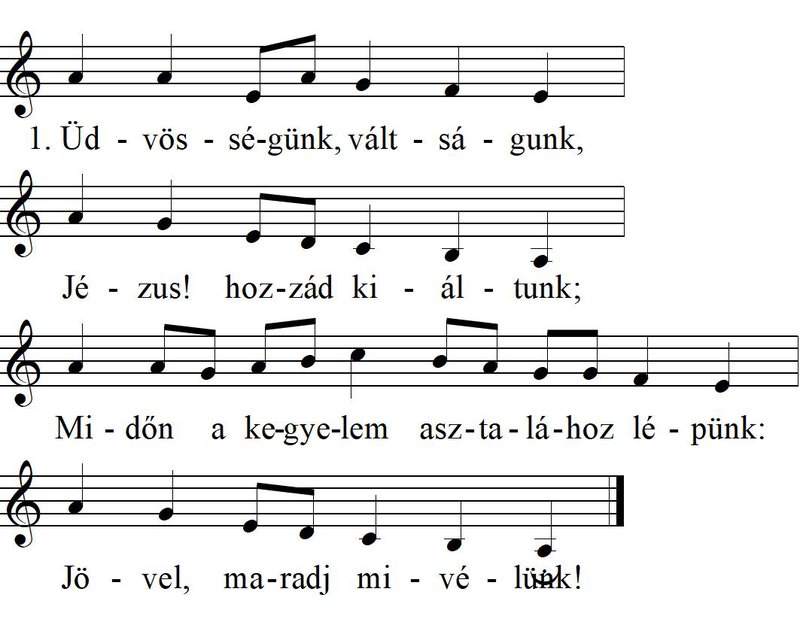 1. Üd - vös - sé-günk, vált - sá - gunk,
Jé - zus! hoz-zád ki - ál - tunk;
Mi - dőn a ke-gye-lem asz-ta-lá-hoz lé - pünk:
Jö - vel, ma-radj mi - vé - lünk!